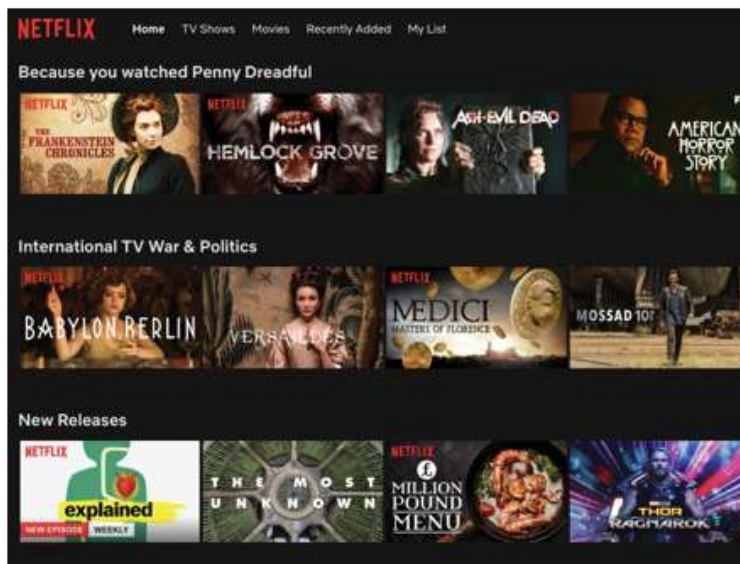 NETFLIX Home TV Shows Movies Recently Added My List
Because you watched Penny Dreadful
NETFLIX
THE
FRANKENSTEIN
CHRONICLES
NETFLIX
HEMLOCK GROVE
ASH EVIL DEAD
AMERICAN
HORROR
STORY
International TV War & Politics
NETFLIX
BABYLON BERLIN
VERSAILLES
NETFLIX
MEDICI
MASTERS OF FLORENCE
MOSSAD 101
New Releases
NETFLIX
explained
NEW EPISODE WEEKLY
THE MOST
UNKNOWN
NETFLIX
£
MILLION
POUND
MENU
THOR
RAGNAROK